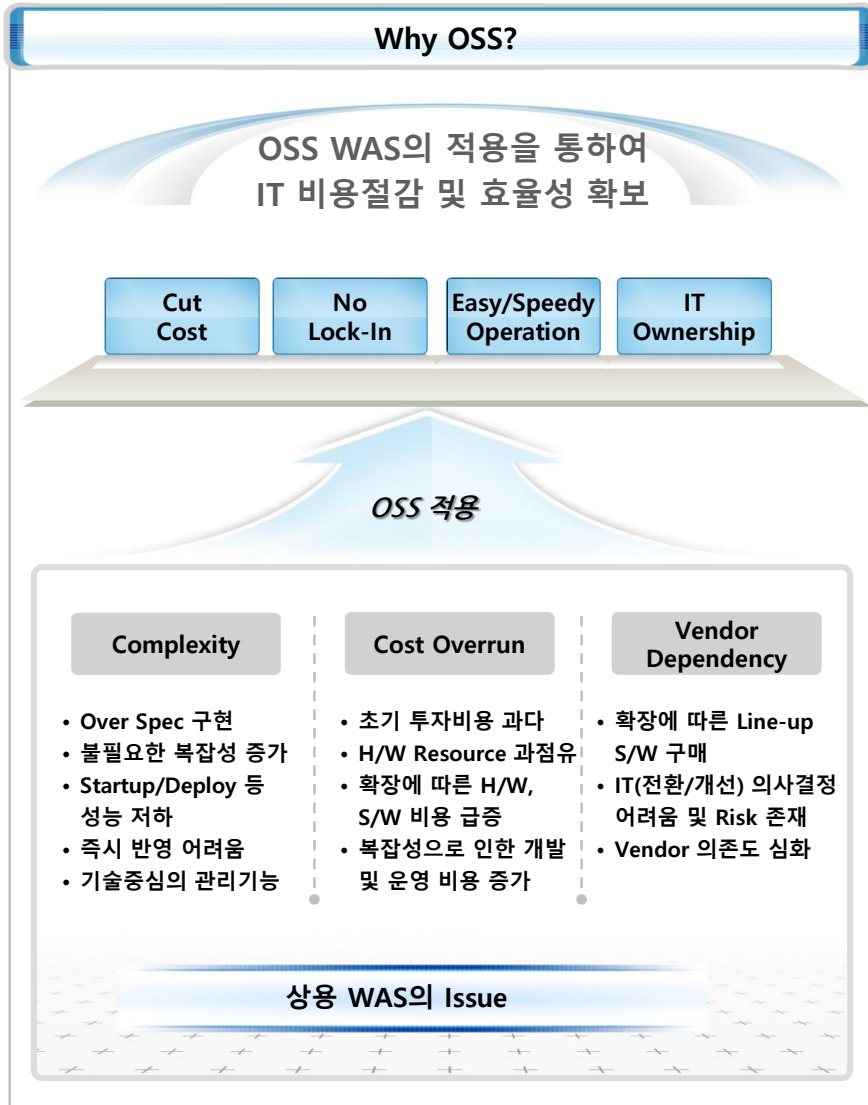 Why OSS?
OSS WAS의 적용을 통하여
IT 비용절감 및 효율성 확보
Cut
Cost
No
Lock-In
Easy/Speedy
Operation
IT
Ownership
OSS 적용
Complexity
• Over Spec 구현
• 불필요한 복잡성 증가
• Startup/Deploy 등
성능 저하
• 즉시 반영 어려움
• 기술중심의 관리기능
Cost Overrun
• 초기 투자비용 과다
• H/W Resource 과점유
• 확장에 따른 H/W,
S/W 비용 급증
• 복잡성으로 인한 개발
및 운영 비용 증가
Vendor
Dependency
• 확장에 따른 Line-up
S/W 구매
• IT(전환/개선) 의사결정
어려움 및 Risk 존재
• Vendor 의존도 심화
상용 WAS의 Issue